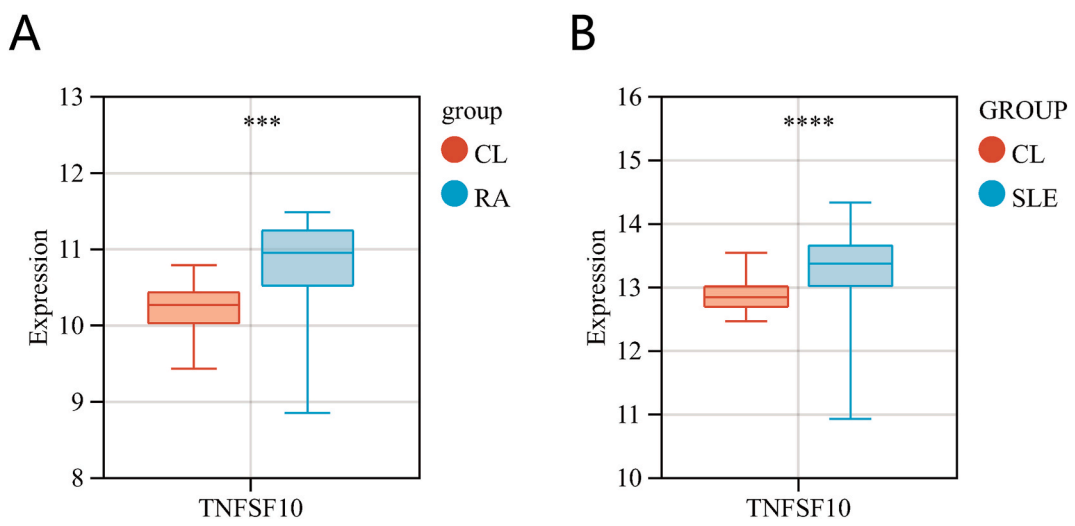 A
B
13
12
11
10
9
8
Expression
***
TNFSF10
group
CL
RA
16
15
14
13
12
11
10
Expression
****
TNFSF10
GROUP
CL
SLE